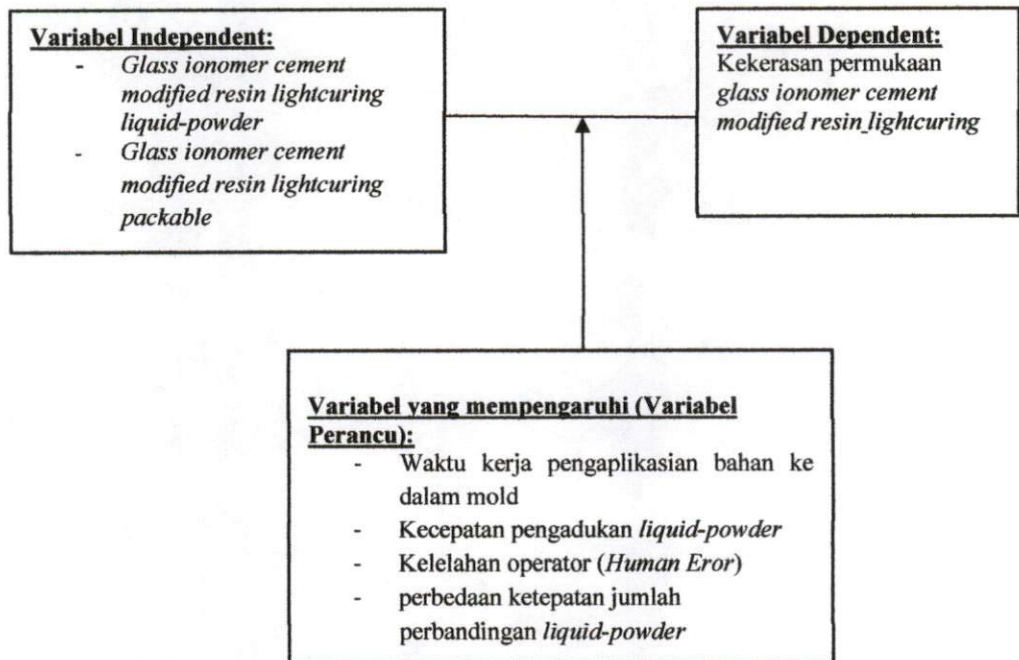 Variabel Independent:
- Glass ionomer cement
modified resin lightcuring
liquid-powder
- Glass ionomer cement
modified resin lightcuring
packable
Variabel Dependent:
Kekerasan permukaan
glass ionomer cement
modified resin lightcuring
Variabel yang mempengaruhi (Variabel
Perancu):
- Waktu kerja pengaplikasian bahan ke
dalam mold
- Kecepatan pengadukan liquid-powder
- Kelelahan operator (Human Eror)
- perbedaan ketepatan jumlah
perbandingan liquid-powder